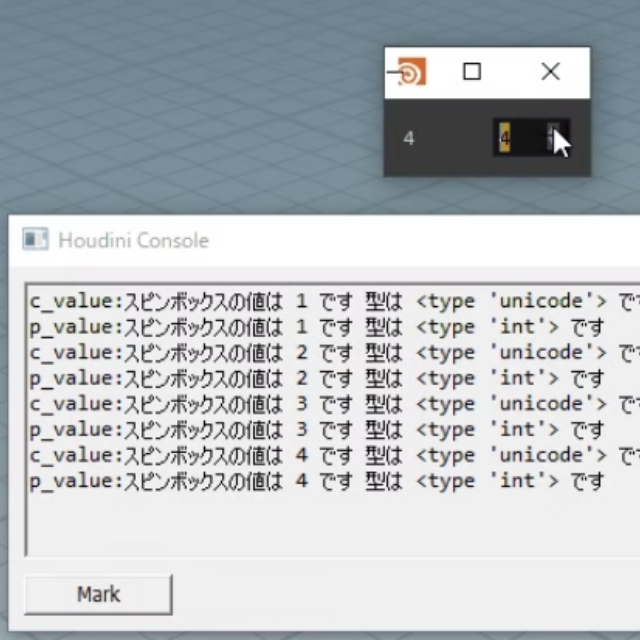 4
4
Houdini Console
c_value:スピンボックスの値は 1 です 型は <type 'unicode'> で
p_value:スピンボックスの値は 1 です 型は <type 'int'> です
c_value:スピンボックスの値は 2 です 型は <type 'unicode'> で
p_value:スピンボックスの値は 2 です 型は <type 'int'> です
c_value:スピンボックスの値は 3 です 型は <type 'unicode'> で
p_value:スピンボックスの値は 3 です 型は <type 'int'> です
c_value:スピンボックスの値は 4 です 型は <type 'unicode'> で
p_value:スピンボックスの値は 4 です 型は <type 'int'> です
Mark